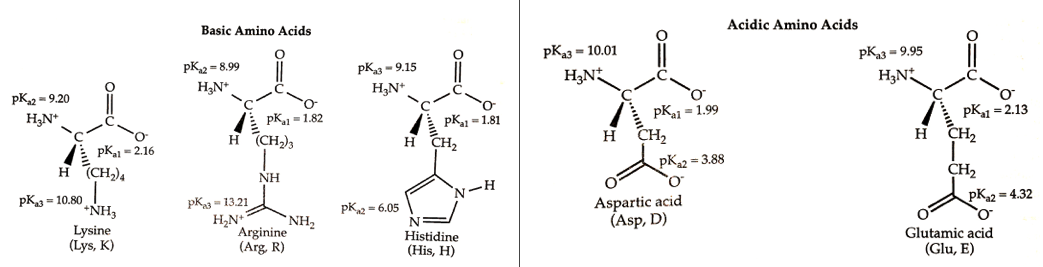 Basic Amino Acids
pKa2 = 9.20
H3N+
C
O
O-
pKa1 = 2.16
H
(CH2)4
pKa3 = 10.80
+NH3
Lysine
(Lys, K)
pKa2 = 8.99
H3N+
C
O
O-
pKa1 = 1.82
H
(CH2)3
NH
pKa3 = 13.21
H2N+
NH2
Arginine
(Arg, R)
pKa3 = 9.15
H3N+
C
O
O-
pKa1 = 1.81
H
CH2
pKa2 = 6.05
N
H
N
Histidine
(His, H)
Acidic Amino Acids
pKa3 = 10.01
H3N+
C
O
C
O-
pKa1 = 1.99
H
CH2
pKa2 = 3.88
O
O-
Aspartic acid
(Asp, D)
pKa3 = 9.95
H3N+
C
O
C
O-
pKa1 = 2.13
H
CH2
CH2
C
pKa2 = 4.32
O
O-
Glutamic acid
(Glu, E)